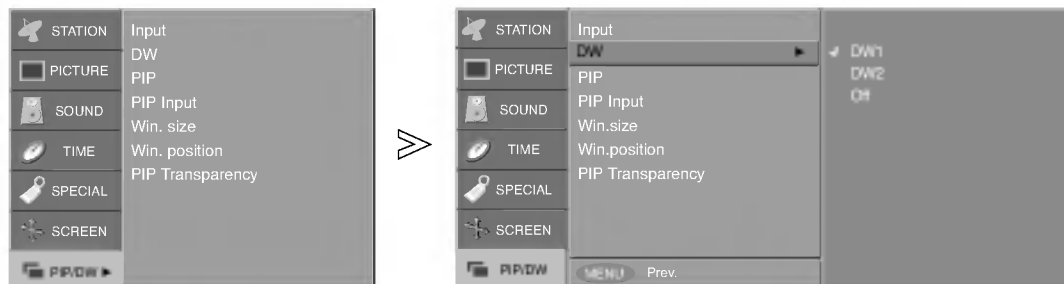 STATION
PICTURE
SOUND
TIME
SPECIAL
SCREEN
PIP/DW
Input
DW
PIP
PIP Input
Win. size
Win. position
PIP Transparency
STATION
PICTURE
SOUND
TIME
SPECIAL
SCREEN
PIP/DW
Input
DW
PIP
PIP Input
Win.size
Win.position
PIP Transparency
MENU Prev.
DW1
DW2
Off